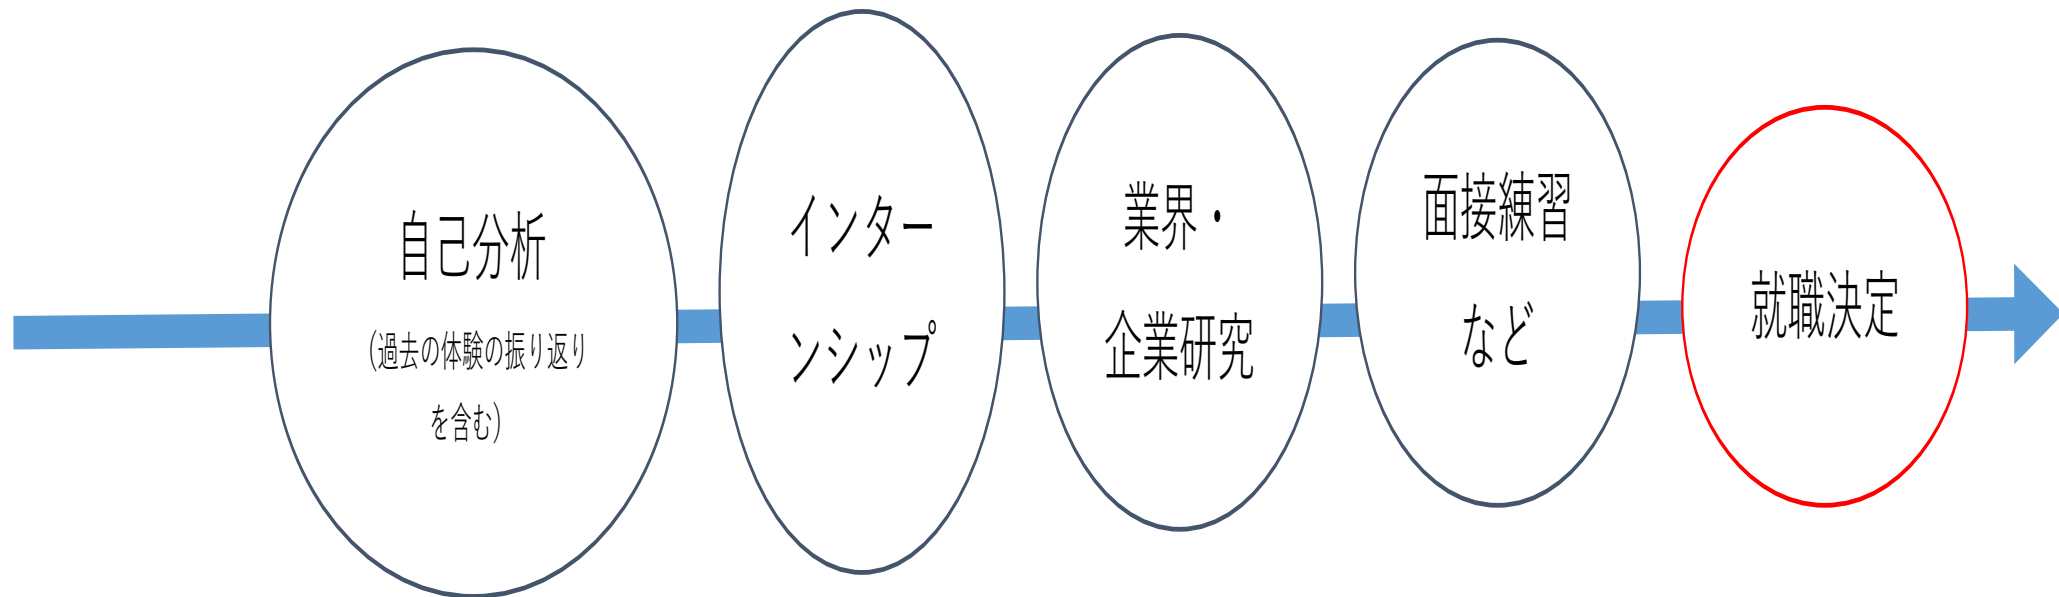 自己分析
（過去の体験の振り返り
を含む）
インター
ンシップ
業界・
企業研究
面接練習
など
就職決定